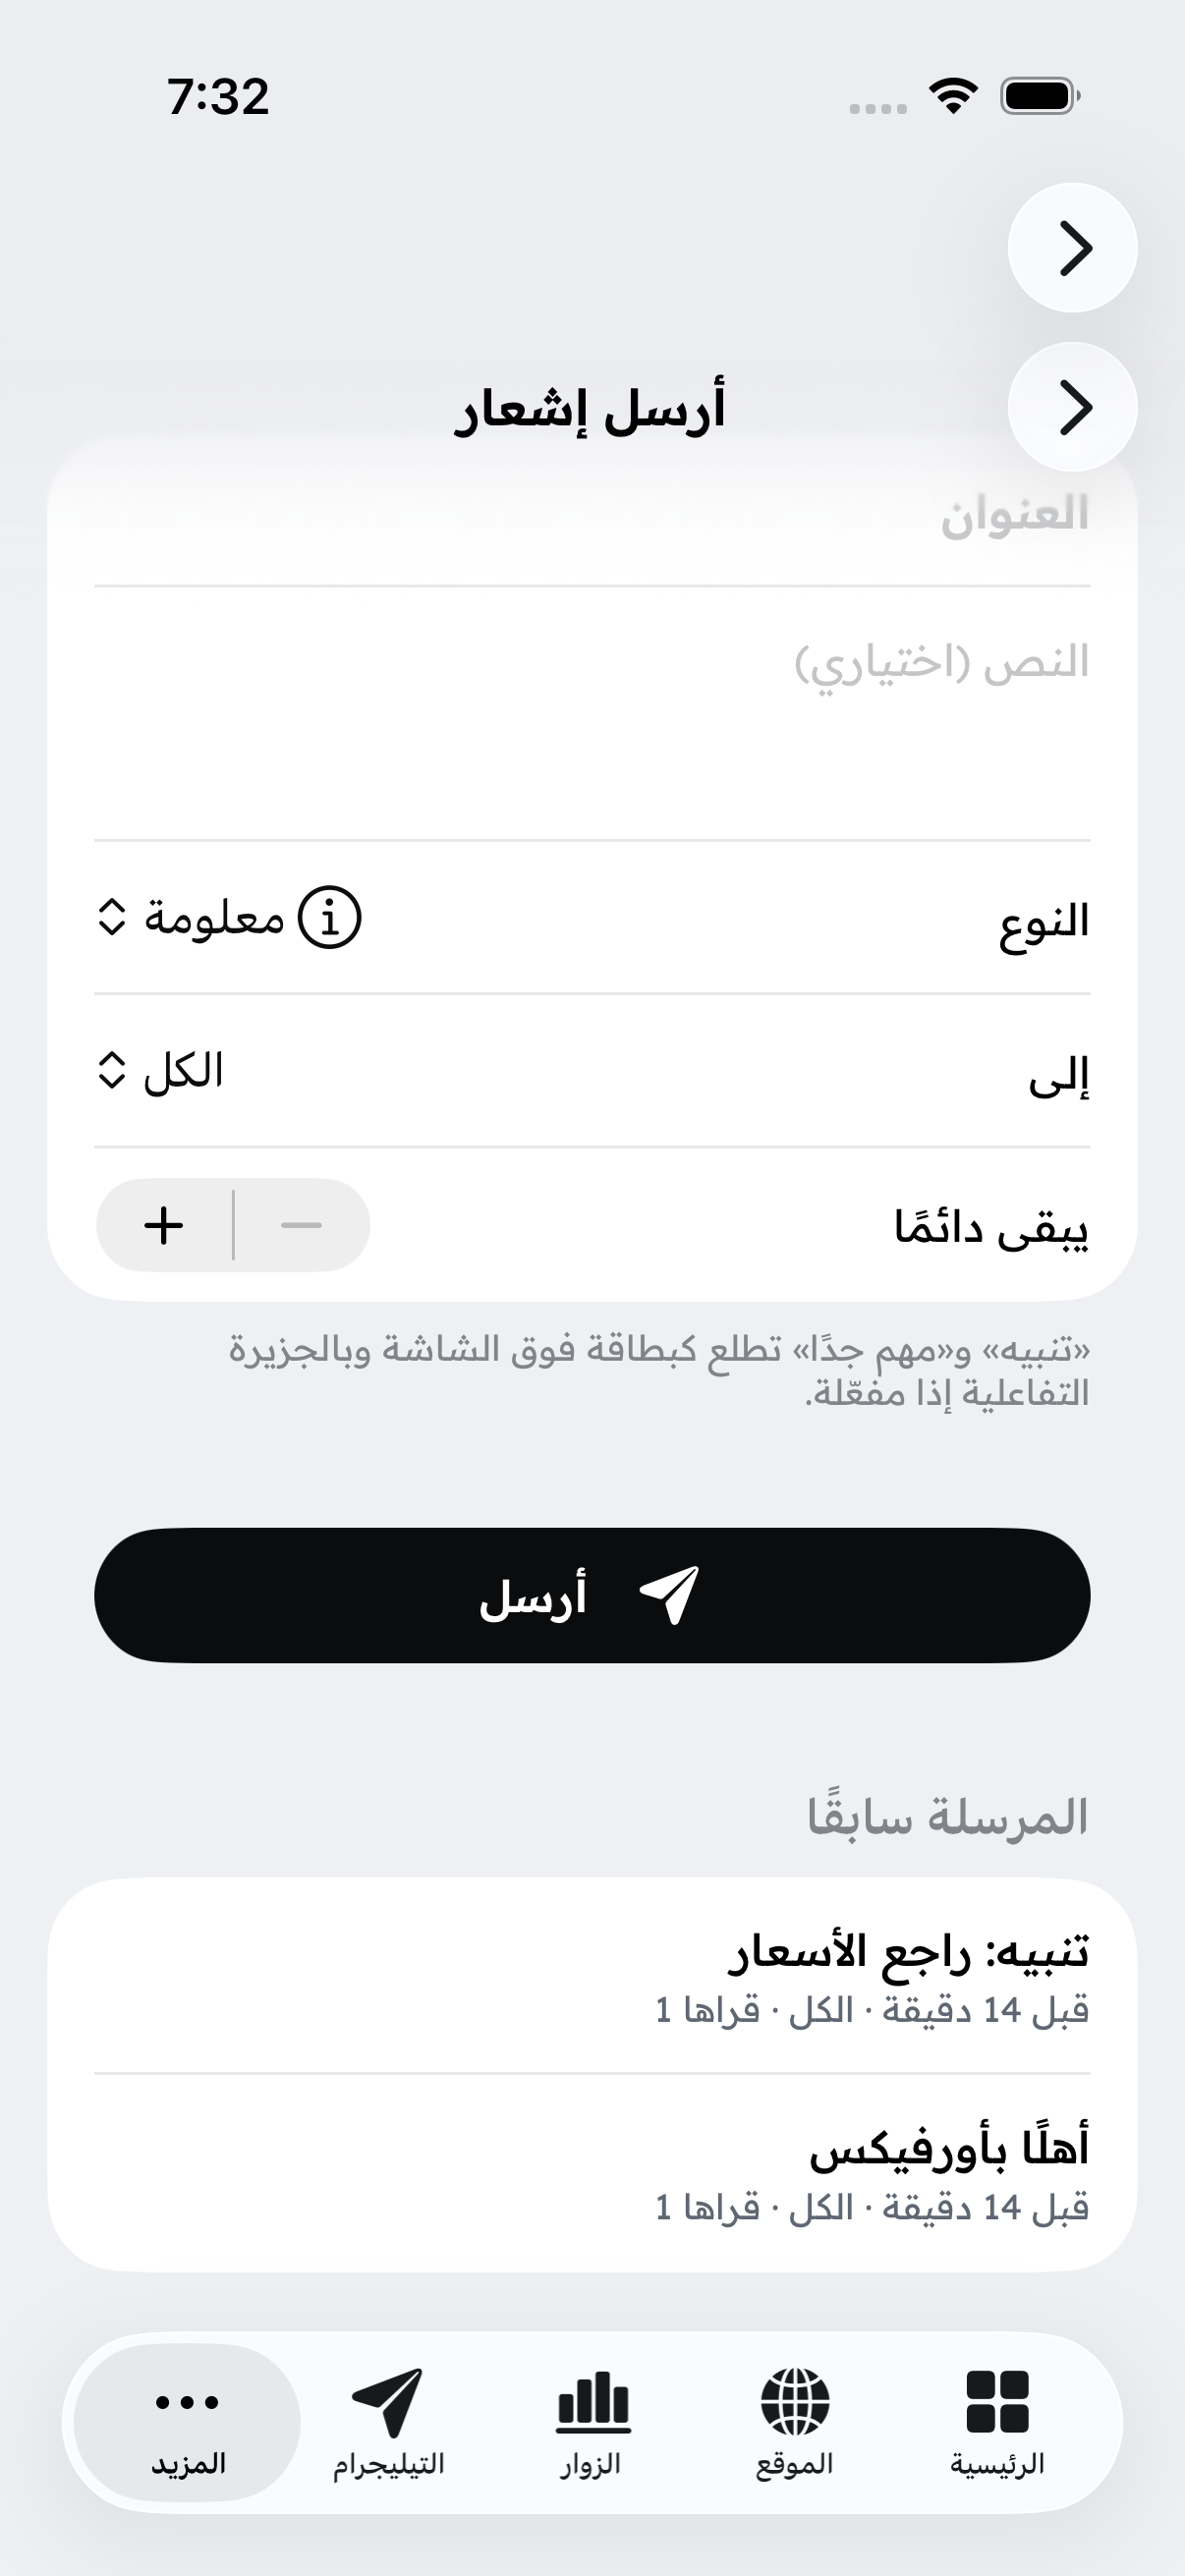 7:32
أرسل إشعار
العنوان
النص (اختياري)
النوع
معلومة
إلى
الكل
يبقى دائمًا
«تنبيه» و«مهم جدًا» تطلع كبطاقة فوق الشاشة وبالجزيرة
التفاعلية إذا مفعّلة.
أرسل
المرسلة سابقًا
تنبيه: راجع الأسعار
قبل 14 دقيقة · الكل · قراها 1
أهلًا بأورفيكس
قبل 14 دقيقة · الكل · قراها 1
الرئيسية
الموقع
الزوار
التيليجرام
المزيد